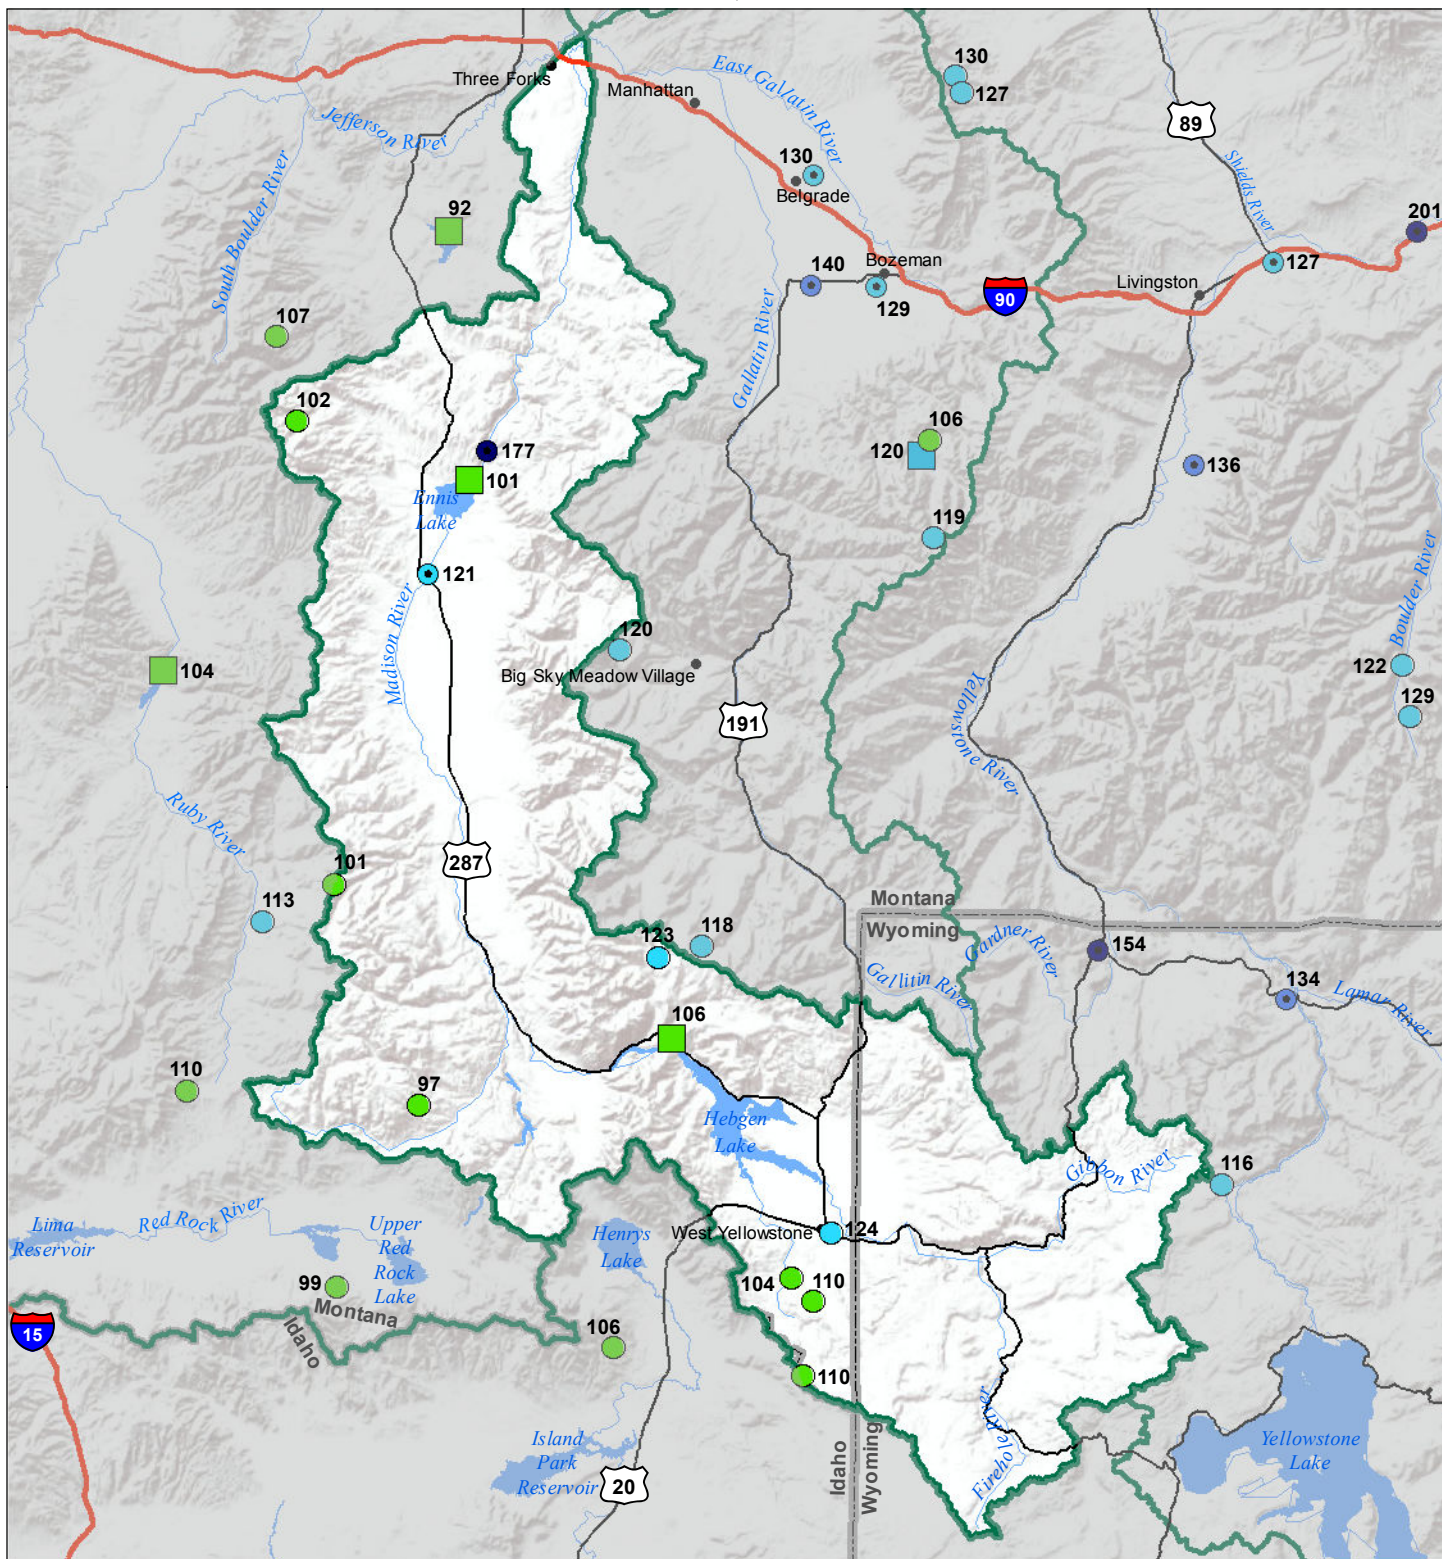 Three Forks
Manhattan
East Gallatin River
130
127
89
Jefferson River
South Boulder River
130
Belgrade
Shields River
92
201
127
Bozeman
140
129
90
Livingston
107
Gallatin River
102
106
120
177
101
136
Ennis
Lake
119
121
Madison River
Boulder River
120
Big Sky Meadow Village
104
122
129
191
Yellowstone River
Ruby River
287
101
113
Montana
Wyoming
118
123
Gardner River
154
Gallitin River
134
Lamar River
106
110
97
Hebgen
Lake
Gibbon River
116
Lima
Reservoir
Red Rock River
Upper
Red
Rock
Lake
Henrys
Lake
West Yellowstone
124
99
104
110
Montana
Idaho
15
106
110
Firehole River
Island
Park
Reservoir
20
Idaho
Wyoming
Yellowstone
Lake